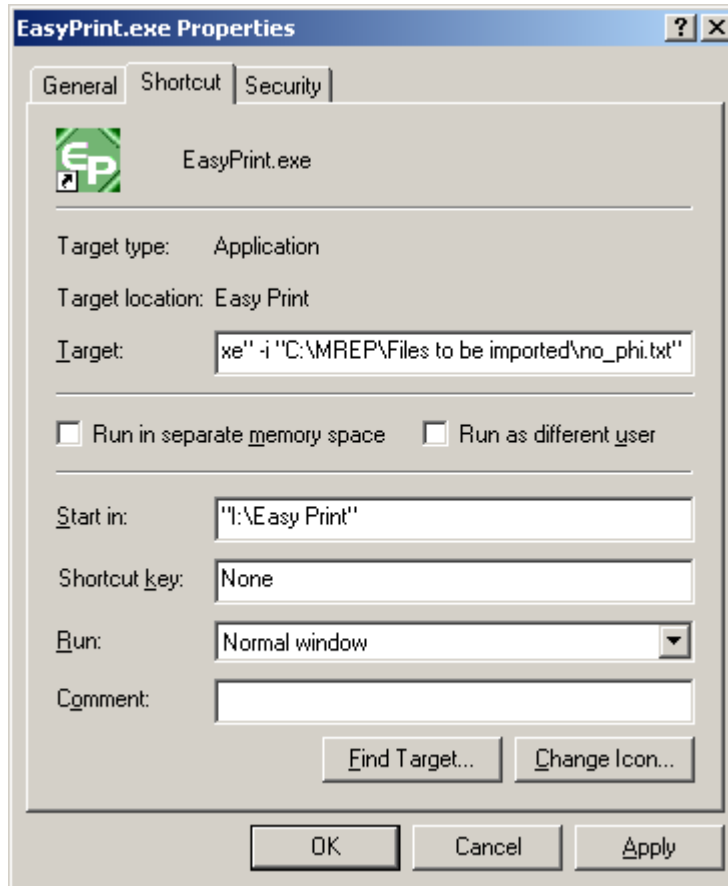 EasyPrint.exe Properties
General Shortcut Security
EP
EasyPrint.exe
Target type: Application
Target location: Easy Print
Target: xe" -i "C:\MREP\Files to be imported\no_phi.txt"
Run in separate memory space Run as different user
Start in: "I:\Easy Print"
Shortcut key: None
Run: Normal window
Comment:
Find Target... Change Icon...
OK Cancel Apply